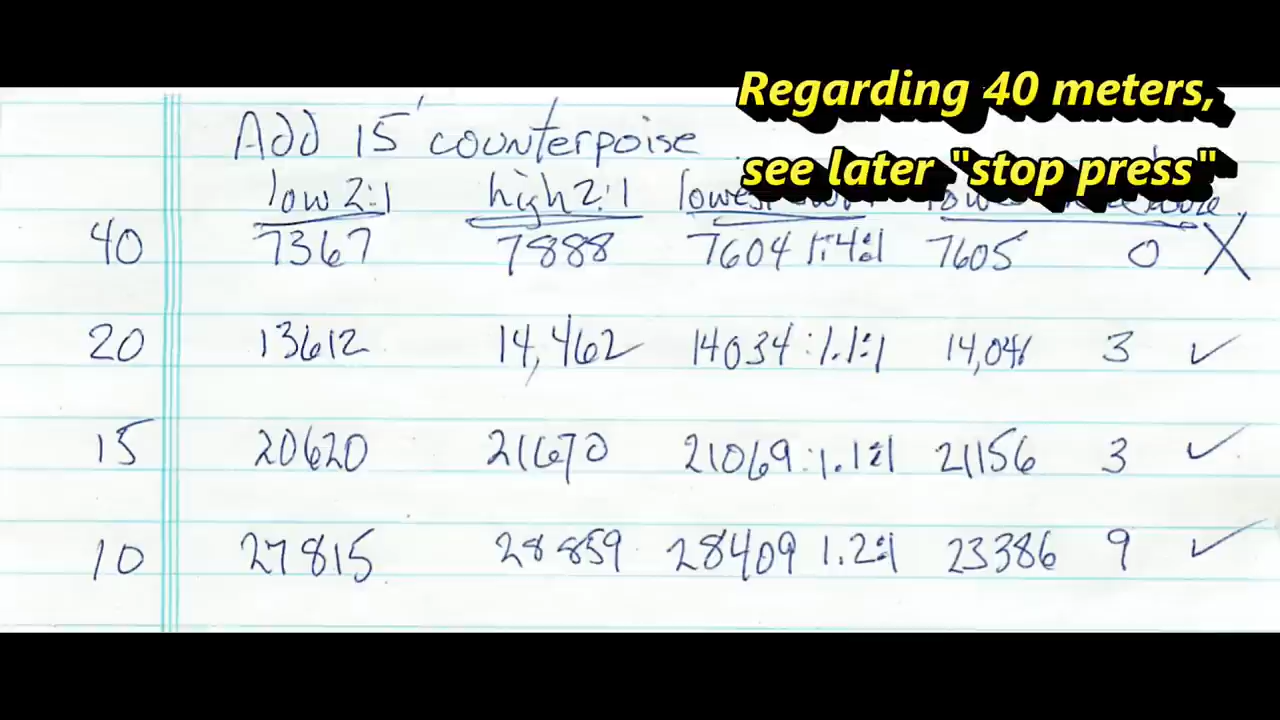 Regarding 40 meters,
see later "stop press"
Add 15' counterpoise
low 2:1 high 2:1 lowest
40 7367 7888 7604 1.4:1 7605 0 X
20 13612 14,462 14034 : 1.1:1 14,041 3 ✓
15 20620 21670 21069 : 1.1:1 21156 3 ✓
10 27815 28859 28409 1.2:1 23386 9 ✓